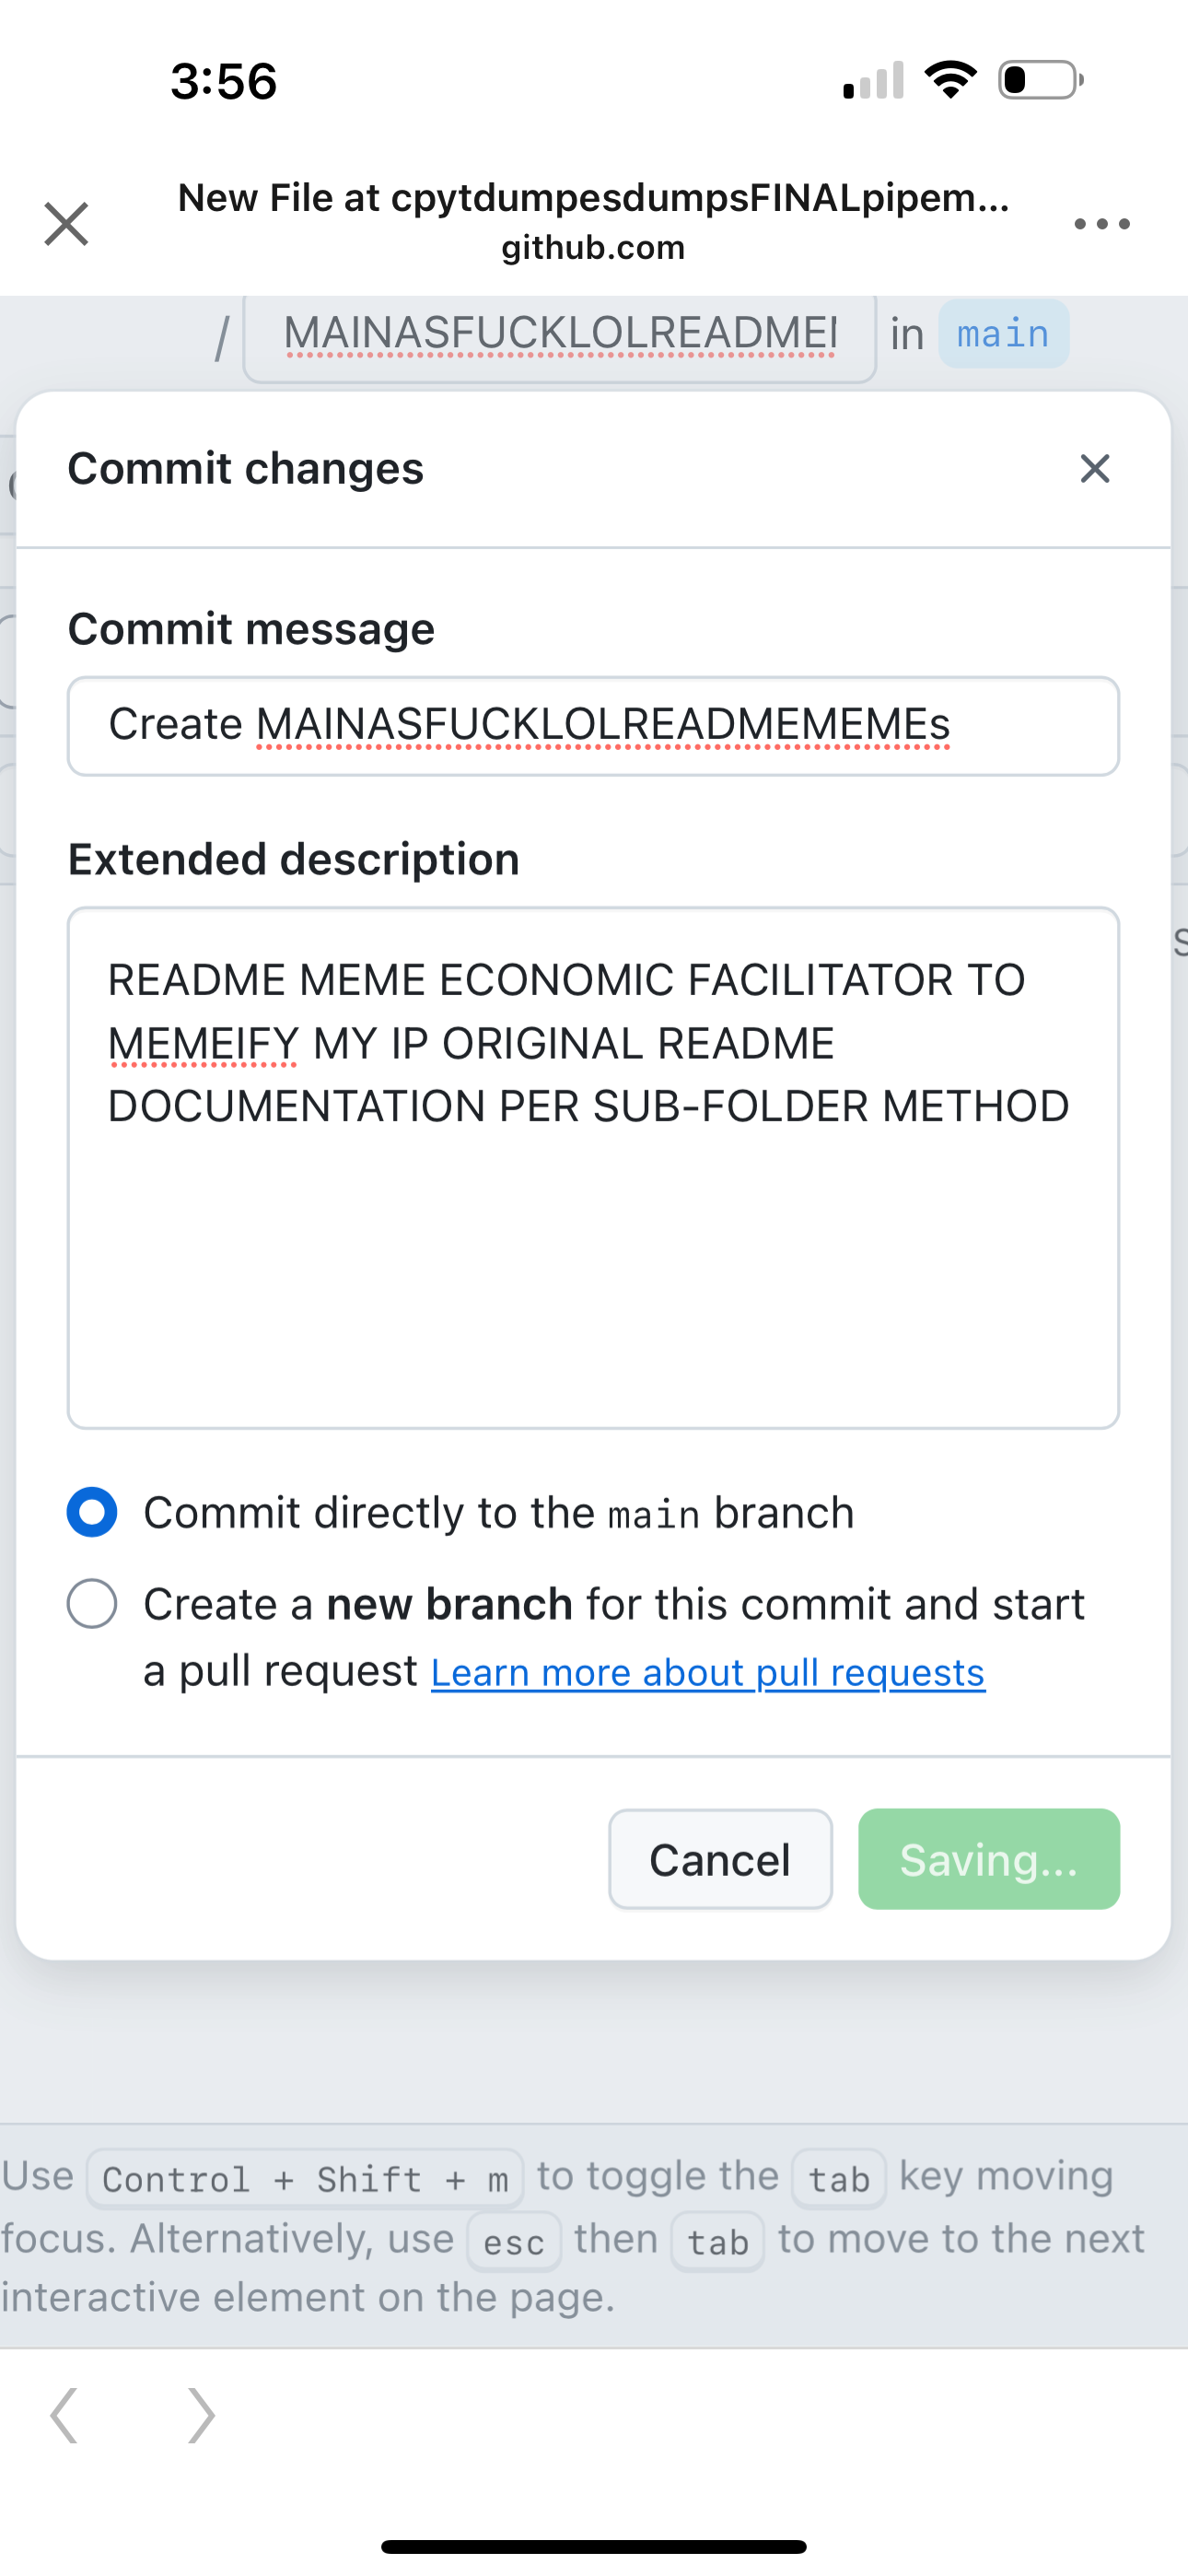 3:56
New File at cpytdumpesdumpsFINALpipem...
github.com
/ MAINASFUCKLOLREADME in main
Commit changes
Commit message
Create MAINASFUCKLOLREADMEMEMEs
Extended description
README MEME ECONOMIC FACILITATOR TO
MEMEIFY MY IP ORIGINAL README
DOCUMENTATION PER SUB-FOLDER METHOD
Commit directly to the main branch
Create a new branch for this commit and start
a pull request Learn more about pull requests
Cancel Saving...
Use Control + Shift + m to toggle the tab key moving
focus. Alternatively, use esc then tab to move to the next
interactive element on the page.